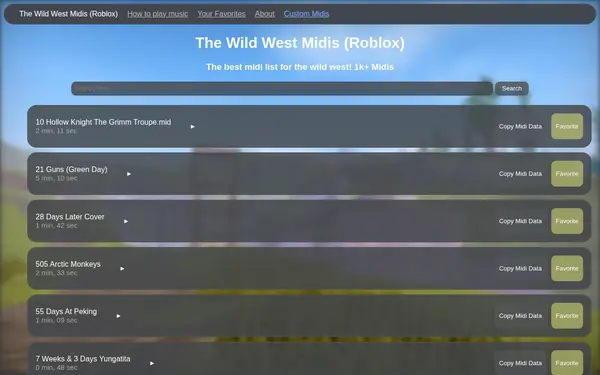 The Wild West Midis (Roblox) How to play music Your Favorites About Custom Midis
The Wild West Midis (Roblox)
The best midi list for the wild west! 1k+ Midis
Search
10 Hollow Knight The Grimm Troupe.mid
2 min, 11 sec
Copy Midi Data Favorite
21 Guns (Green Day)
5 min, 10 sec
Copy Midi Data Favorite
28 Days Later Cover
1 min, 42 sec
Copy Midi Data Favorite
505 Arctic Monkeys
2 min, 33 sec
Copy Midi Data Favorite
55 Days At Peking
1 min, 09 sec
Copy Midi Data Favorite
7 Weeks & 3 Days Yungatita
0 min, 48 sec
Copy Midi Data Favorite